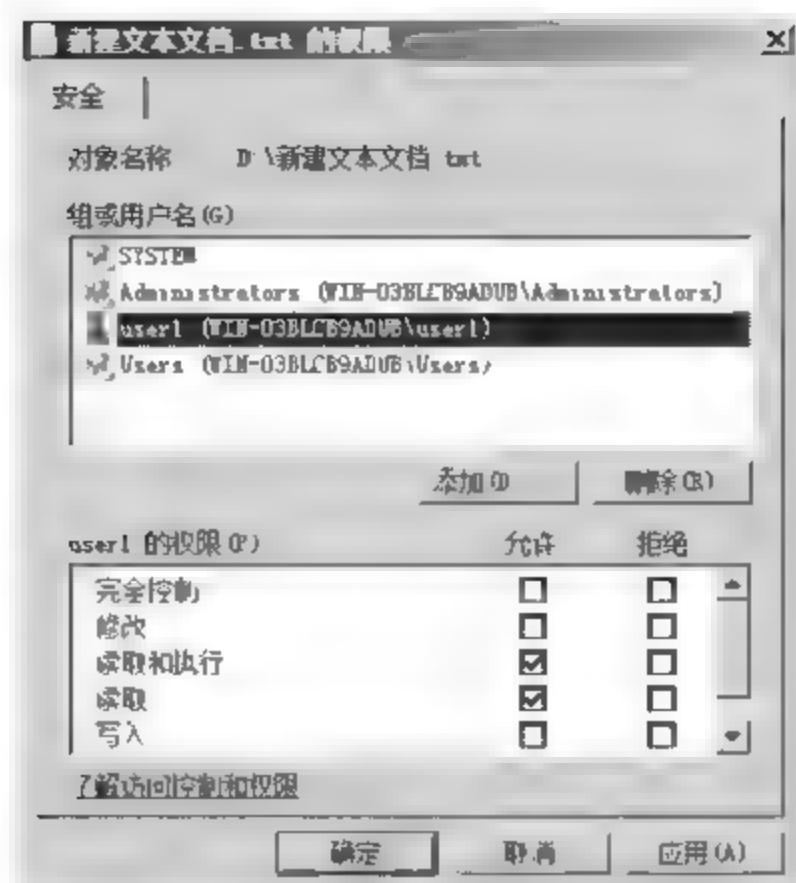 新建文本文档.txt 的权限
安全
对象名称 D:\新建文本文档 txt
组或用户名(G)
SYSTEM
Administrators (WIN-03BLCB9ADUB\Administrators)
user1 (WIN-03BLCB9ADUB\user1)
Users (WIN-03BLCB9ADUB\Users)
添加(D) 删除(R)
user1 的权限(P) 允许 拒绝
完全控制
修改
读取和执行
读取
写入
了解访问控制和权限
确定 取消 应用(A)